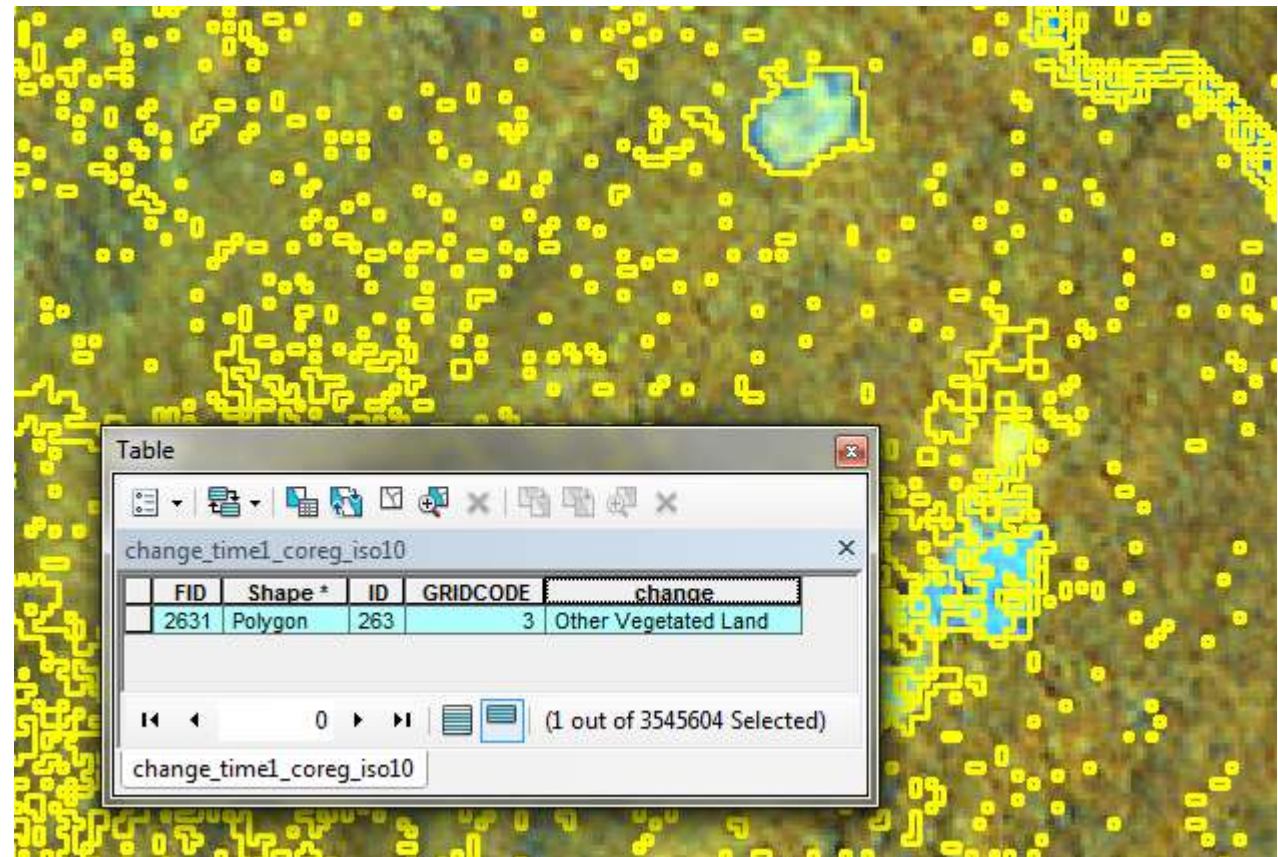 Table
change_time1_coreg_iso10
FID Shape * ID GRIDCODE change
2631 Polygon 263 3 Other Vegetated Land
0 (1 out of 3545604 Selected)
change_time1_coreg_iso10